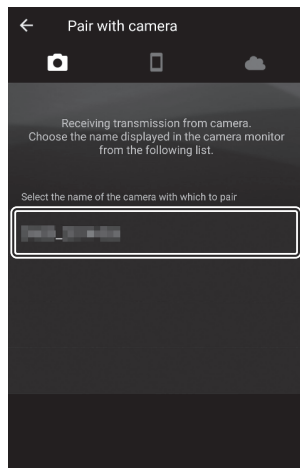 Pair with camera
Receiving transmission from camera.
Choose the name displayed in the camera monitor
from the following list.
Select the name of the camera with which to pair